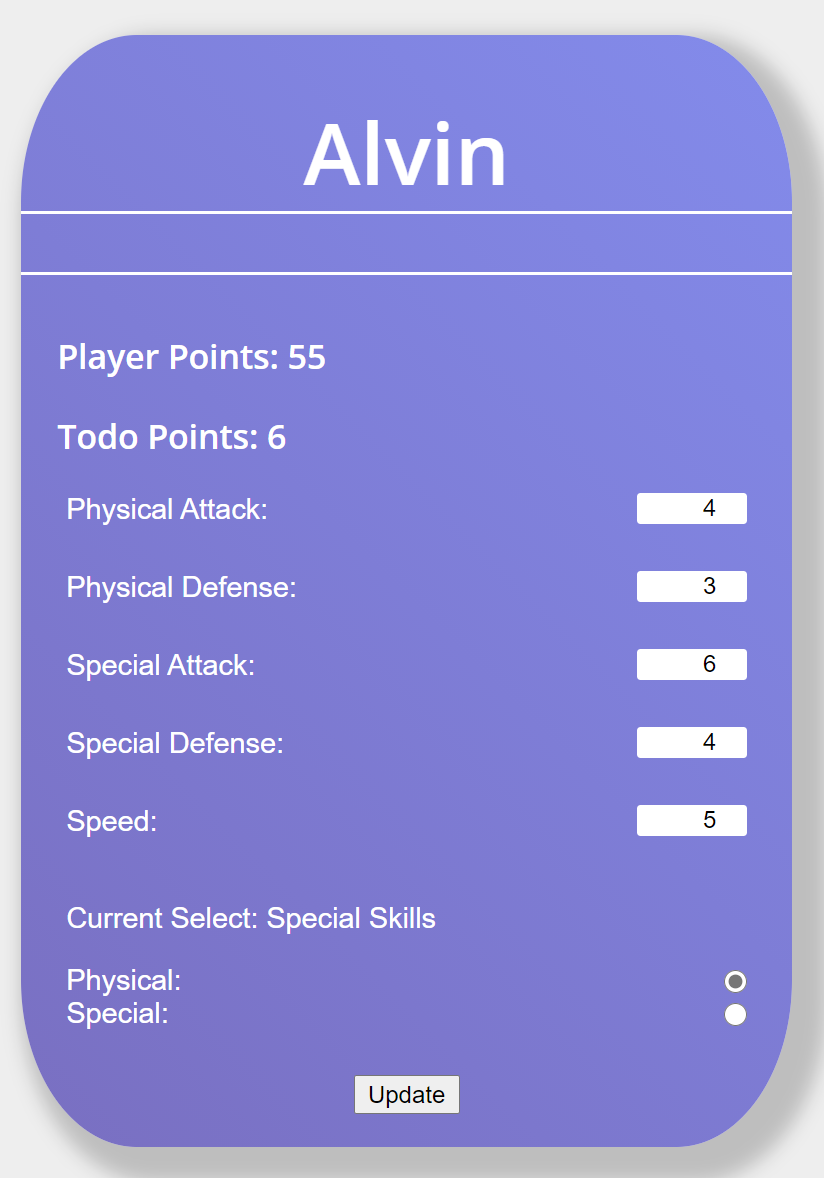 Alvin
Player Points: 55
Todo Points: 6
Physical Attack: 4
Physical Defense: 3
Special Attack: 6
Special Defense: 4
Speed: 5
Current Select: Special Skills
Physical:
Special:
Update